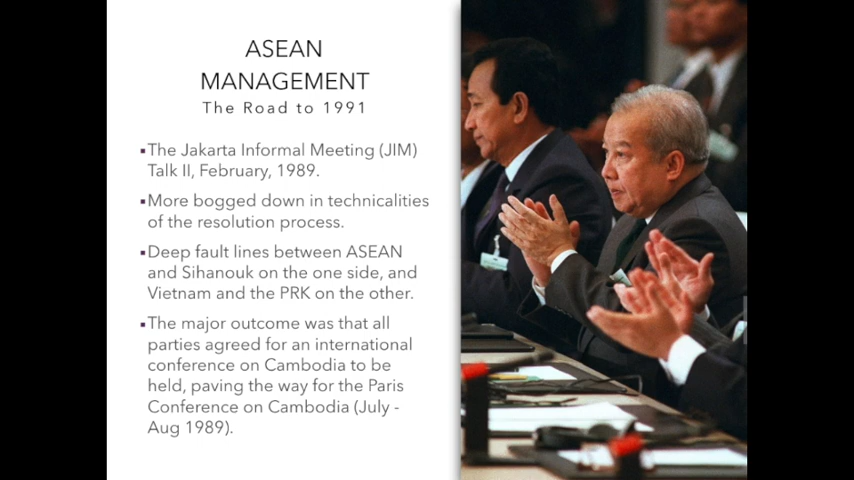 ASEAN
MANAGEMENT
The Road to 1991
▪The Jakarta Informal Meeting (JIM)
Talk II, February, 1989.
▪More bogged down in technicalities
of the resolution process.
▪Deep fault lines between ASEAN
and Sihanouk on the one side, and
Vietnam and the PRK on the other.
▪The major outcome was that all
parties agreed for an international
conference on Cambodia to be
held, paving the way for the Paris
Conference on Cambodia (July -
Aug 1989).